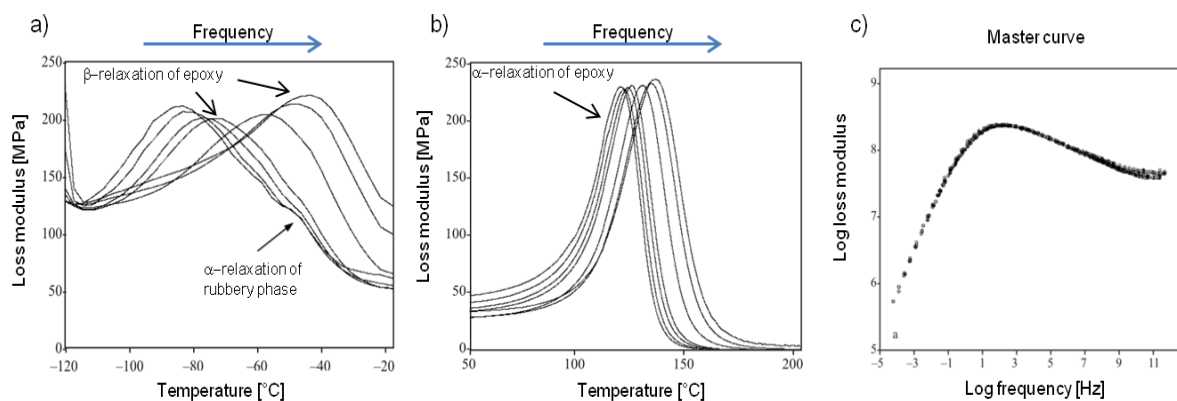 a)
Frequency
β–relaxation of epoxy
α–relaxation of
rubbery phase
Loss modulus [MPa]
250
200
150
100
50
0
–120
–100
–80
–60
–40
–20
Temperature [°C]
b)
Frequency
α-relaxation of epoxy
Loss modulus [MPa]
250
200
150
100
50
0
50
100
150
200
Temperature [°C]
c)
Master curve
Log loss modulus
9
8
7
6
5
a
–5
–3
–1
1
3
5
7
9
11
Log frequency [Hz]